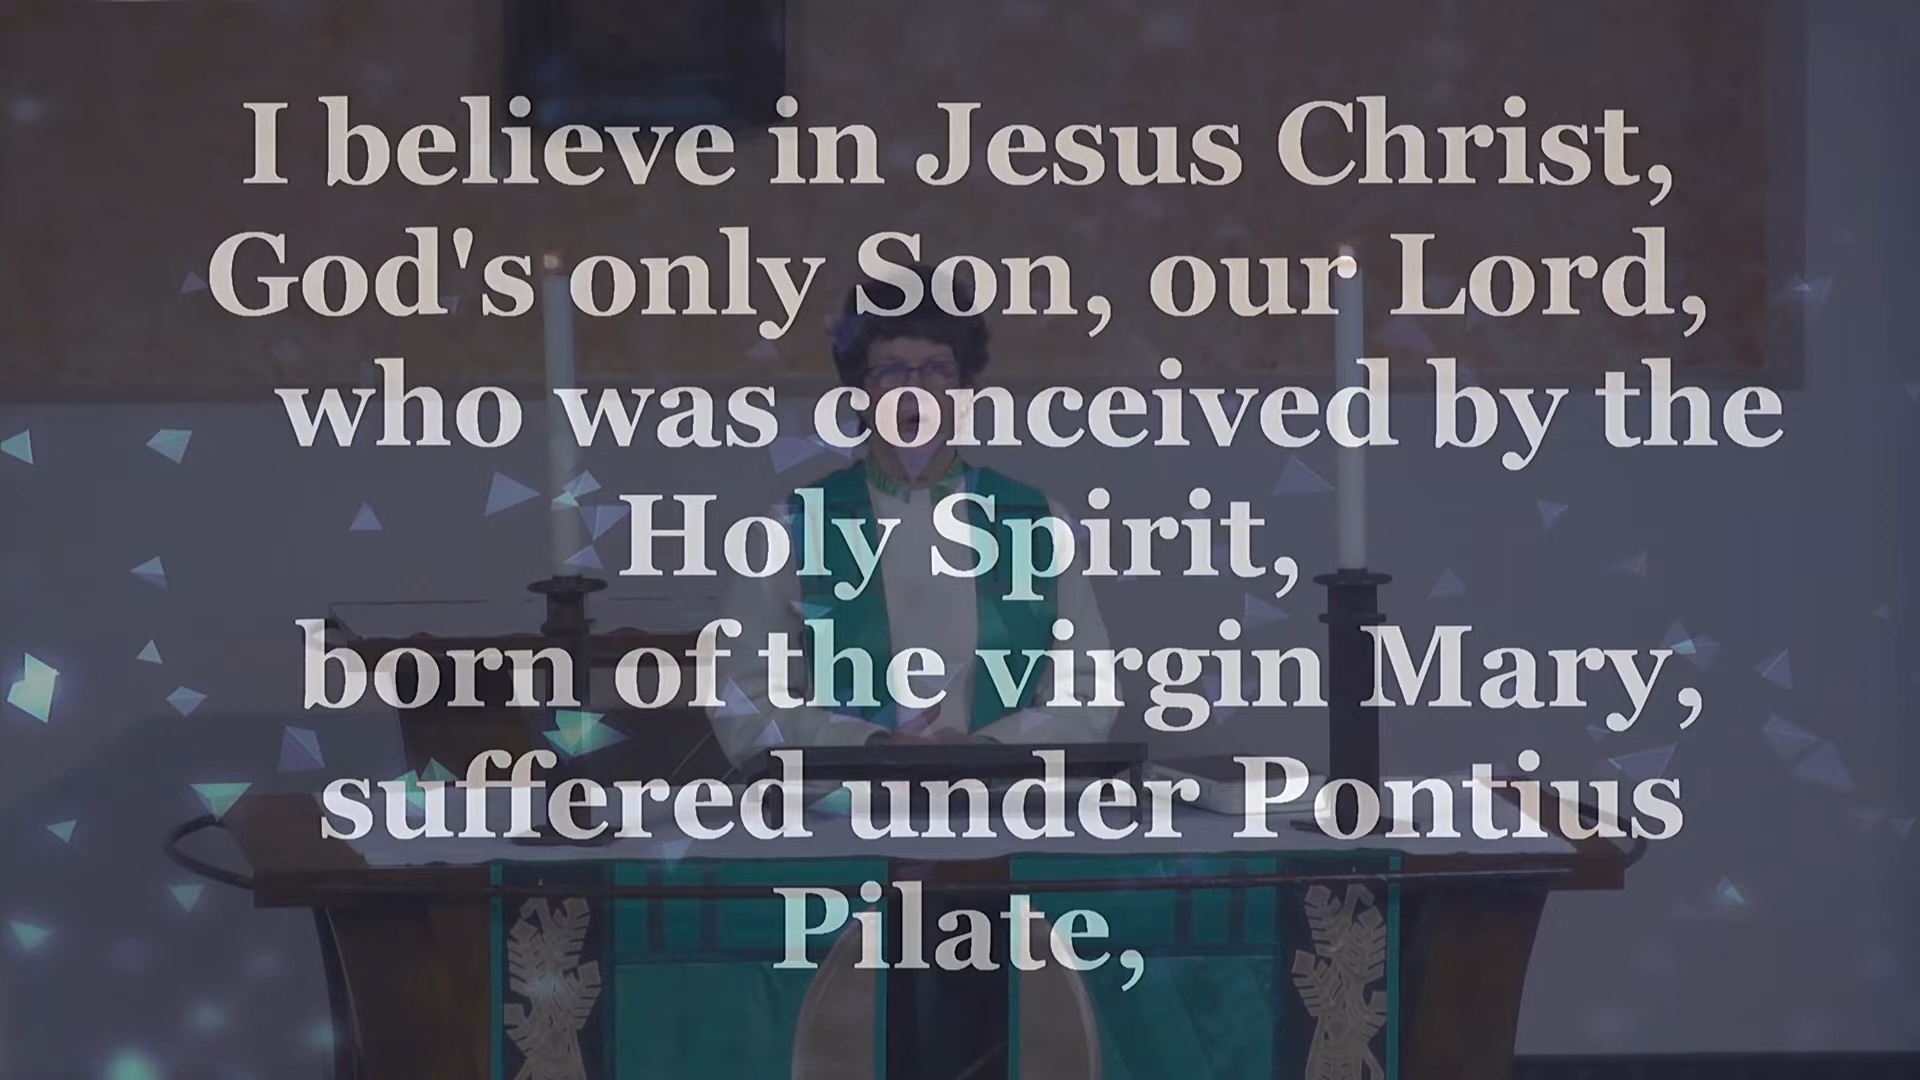 I believe in Jesus Christ,
God's only Son, our Lord,
who was conceived by the
Holy Spirit,
born of the virgin Mary,
suffered under Pontius
Pilate,